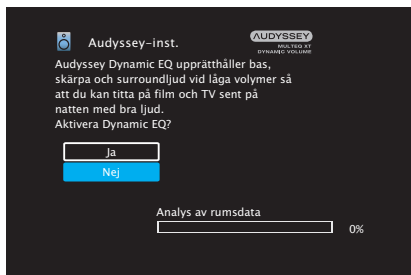 Audyssey-inst.
AUDYSSEY
MULTEQ XT
DYNAMIC VOLUME
Audyssey Dynamic EQ upprätthåller bas,
skärpa och surroundljud vid låga volymer så
att du kan titta på film och TV sent på
natten med bra ljud.
Aktivera Dynamic EQ?
Ja
Nej
Analys av rumsdata
0%